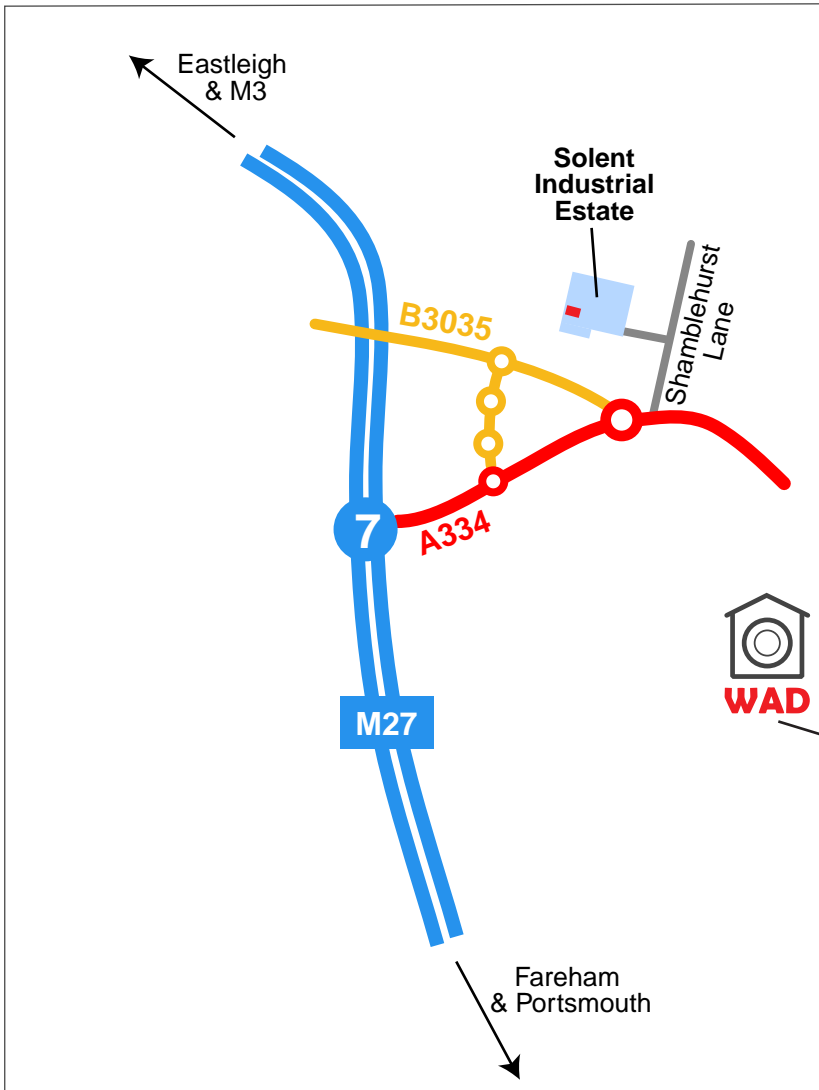 Eastleigh
& M3
Solent
Industrial
Estate
B3035
Shamblehurst
Lane
7
A334
WAD
M27
Fareham
& Portsmouth